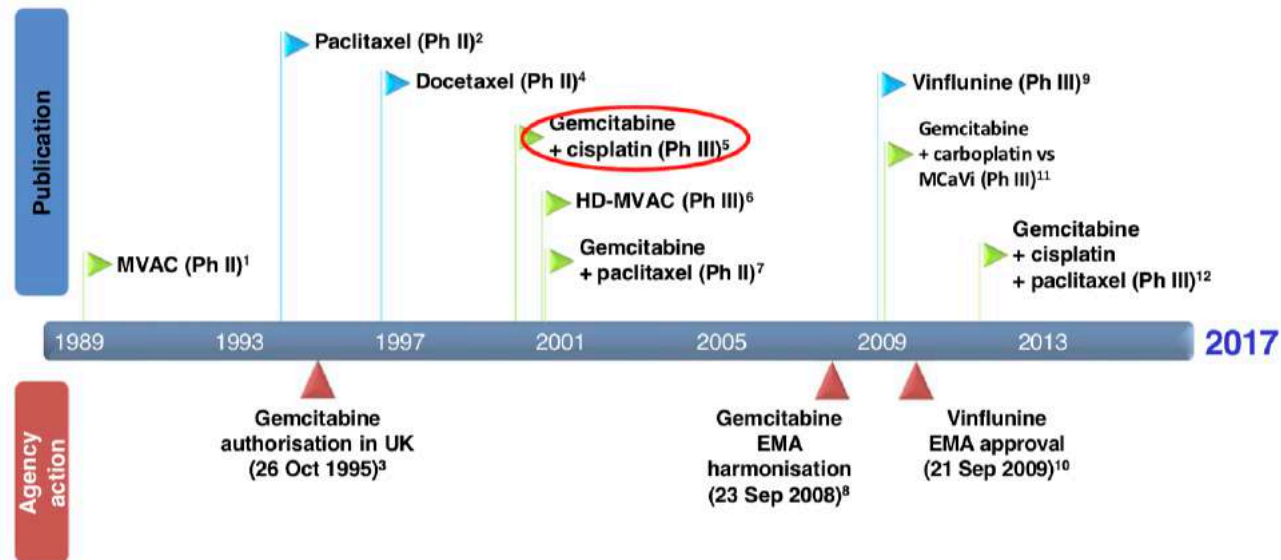 Publication
Paclitaxel (Ph II)2
Docetaxel (Ph II)4
Gemcitabine
+ cisplatin (Ph III)5
HD-MVAC (Ph III)6
Gemcitabine
+ paclitaxel (Ph II)7
MVAC (Ph II)1
Vinflunine (Ph III)9
Gemcitabine
+ carboplatin vs
MCaVi (Ph III)11
Gemcitabine
+ cisplatin
+ paclitaxel (Ph III)12
1989 1993 1997 2001 2005 2009 2013 2017
Agency
action
Gemcitabine
authorisation in UK
(26 Oct 1995)3
Gemcitabine
EMA
harmonisation
(23 Sep 2008)8
Vinflunine
EMA approval
(21 Sep 2009)10